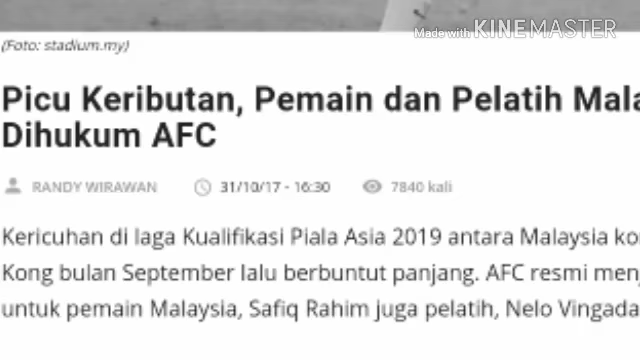 Made with KINEMASTER
(Foto: stadium.my)
Picu Keributan, Pemain dan Pelatih Mala
Dihukum AFC
RANDY WIRAWAN 31/10/17 - 16:30 7840 kali
Kericuhan di laga Kualifikasi Piala Asia 2019 antara Malaysia ko
Kong bulan September lalu berbuntut panjang. AFC resmi menj
untuk pemain Malaysia, Safiq Rahim juga pelatih, Nelo Vingada